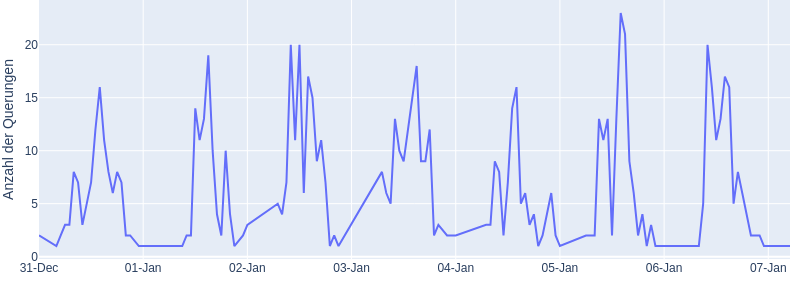 Anzahl der Querungen
20
15
10
5
0
31-Dec
01-Jan
02-Jan
03-Jan
04-Jan
05-Jan
06-Jan
07-Jan